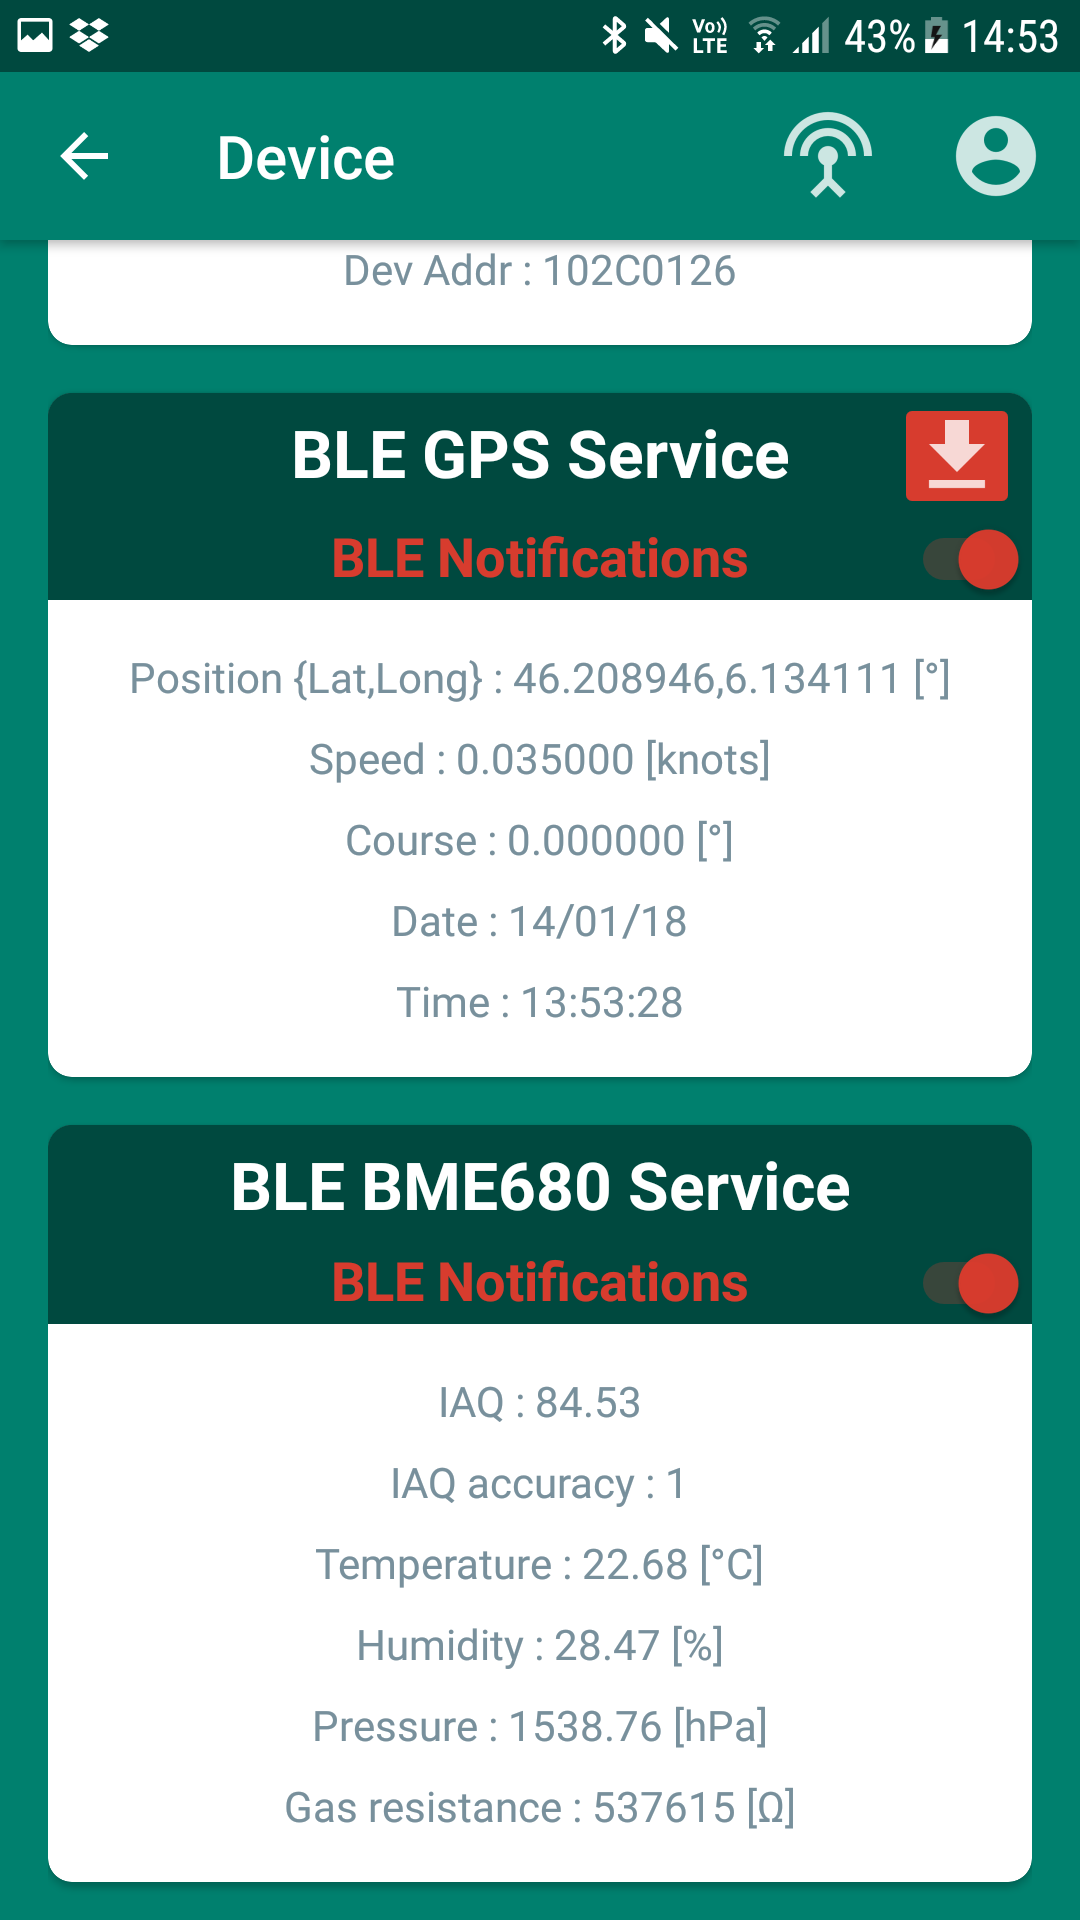 Vo)) LTE 43% 14:53
Device
Dev Addr : 102C0126
BLE GPS Service
BLE Notifications
Position {Lat,Long} : 46.208946,6.134111 [°]
Speed : 0.035000 [knots]
Course : 0.000000 [°]
Date : 14/01/18
Time : 13:53:28
BLE BME680 Service
BLE Notifications
IAQ : 84.53
IAQ accuracy : 1
Temperature : 22.68 [°C]
Humidity : 28.47 [%]
Pressure : 1538.76 [hPa]
Gas resistance : 537615 [Ω]